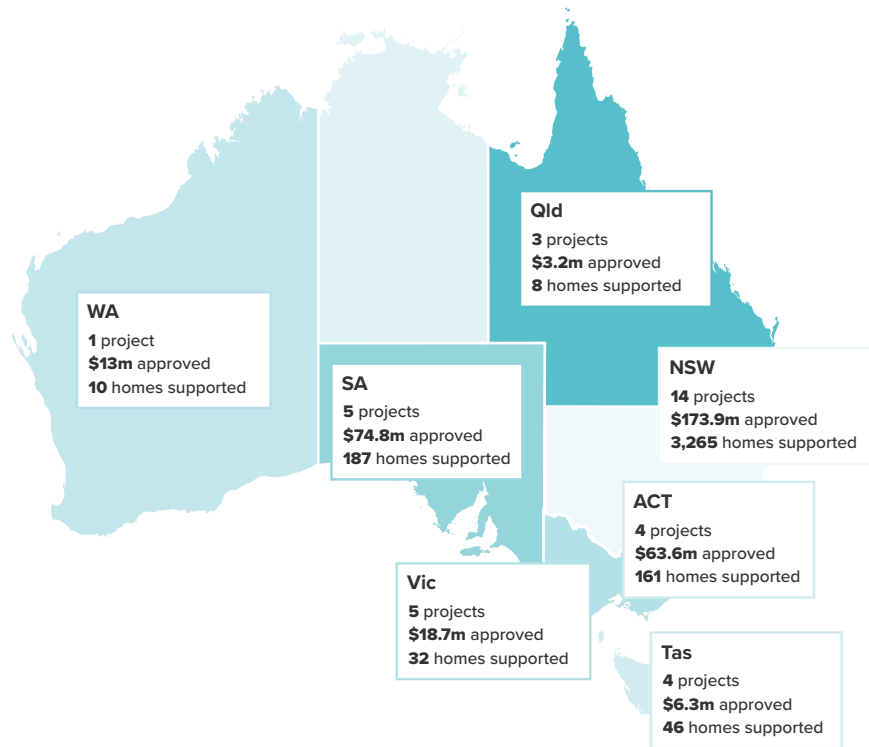 Qld
3 projects
$3.2m approved
8 homes supported
WA
1 project
$13m approved
10 homes supported
NSW
14 projects
$173.9m approved
3,265 homes supported
SA
5 projects
$74.8m approved
187 homes supported
ACT
4 projects
$63.6m approved
161 homes supported
Vic
5 projects
$18.7m approved
32 homes supported
Tas
4 projects
$6.3m approved
46 homes supported